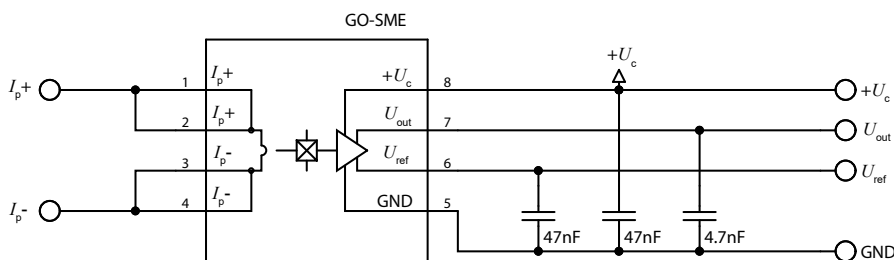 GO-SME
+Uc
Ip+ 1 Ip+ +Uc 8 +Uc
2 Ip+ Uout 7 Uout
3 Ip- Uref 6 Uref
Ip- 4 Ip- GND 5
47nF 47nF 4.7nF GND